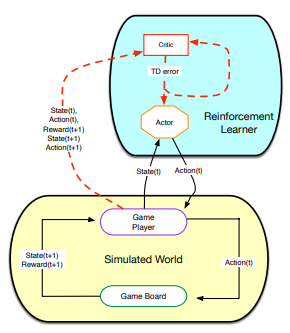 Critic
TD error
Actor
Reinforcement
Learner
State(t),
Action(t),
Reward(t+1)
State(t+1)
Action(t+1)
State(t)
Action(t)
Game
Player
State(t+1)
Reward(t+1)
Simulated World
Action(t)
Game Board